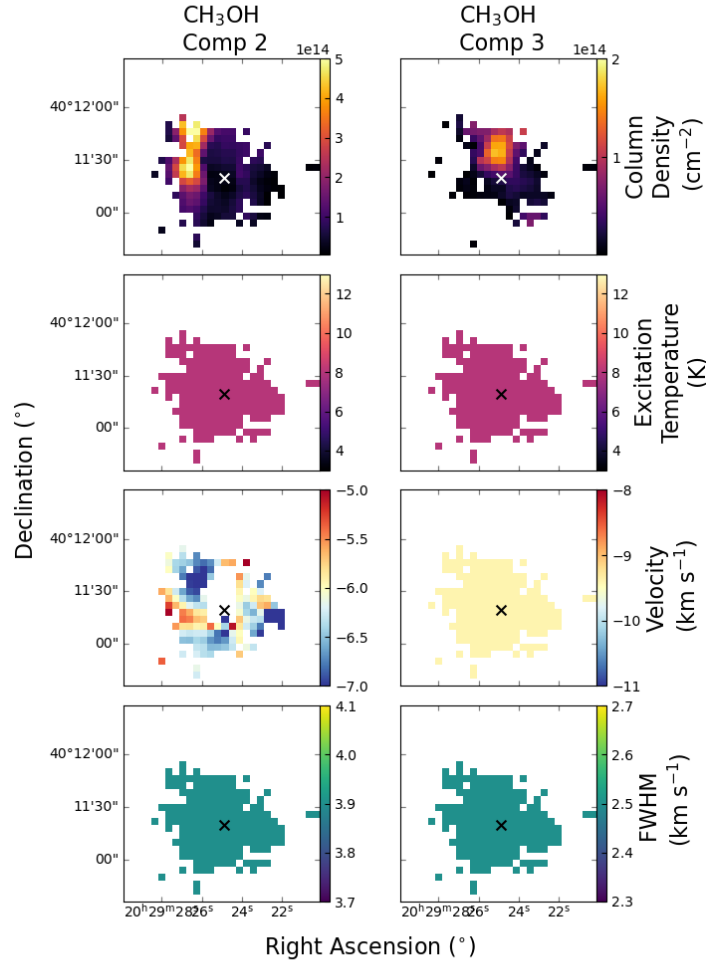 CH₃OH CH₃OH
Comp 2 Comp 3
1e14 1e14
5 2
40°12'00"
4
11'30" 3 1
2
00" 1
Column
Density
(cm⁻²)
12 12
40°12'00"
10 10
11'30" 8 8
6 6
00"
4 4
Excitation
Temperature
(K)
−5.0 −8
40°12'00"
−5.5
−9
11'30" −6.0
−10
00" −6.5
−7.0 −11
Velocity
(km s⁻¹)
4.1 2.7
40°12'00"
4.0 2.6
11'30" 3.9 2.5
00" 3.8 2.4
3.7 2.3
FWHM
(km s⁻¹)
20ʰ29ᵐ28ˢ26ˢ 24ˢ 22ˢ 20ʰ29ᵐ28ˢ26ˢ 24ˢ 22ˢ
Declination (°)
Right Ascension (°)